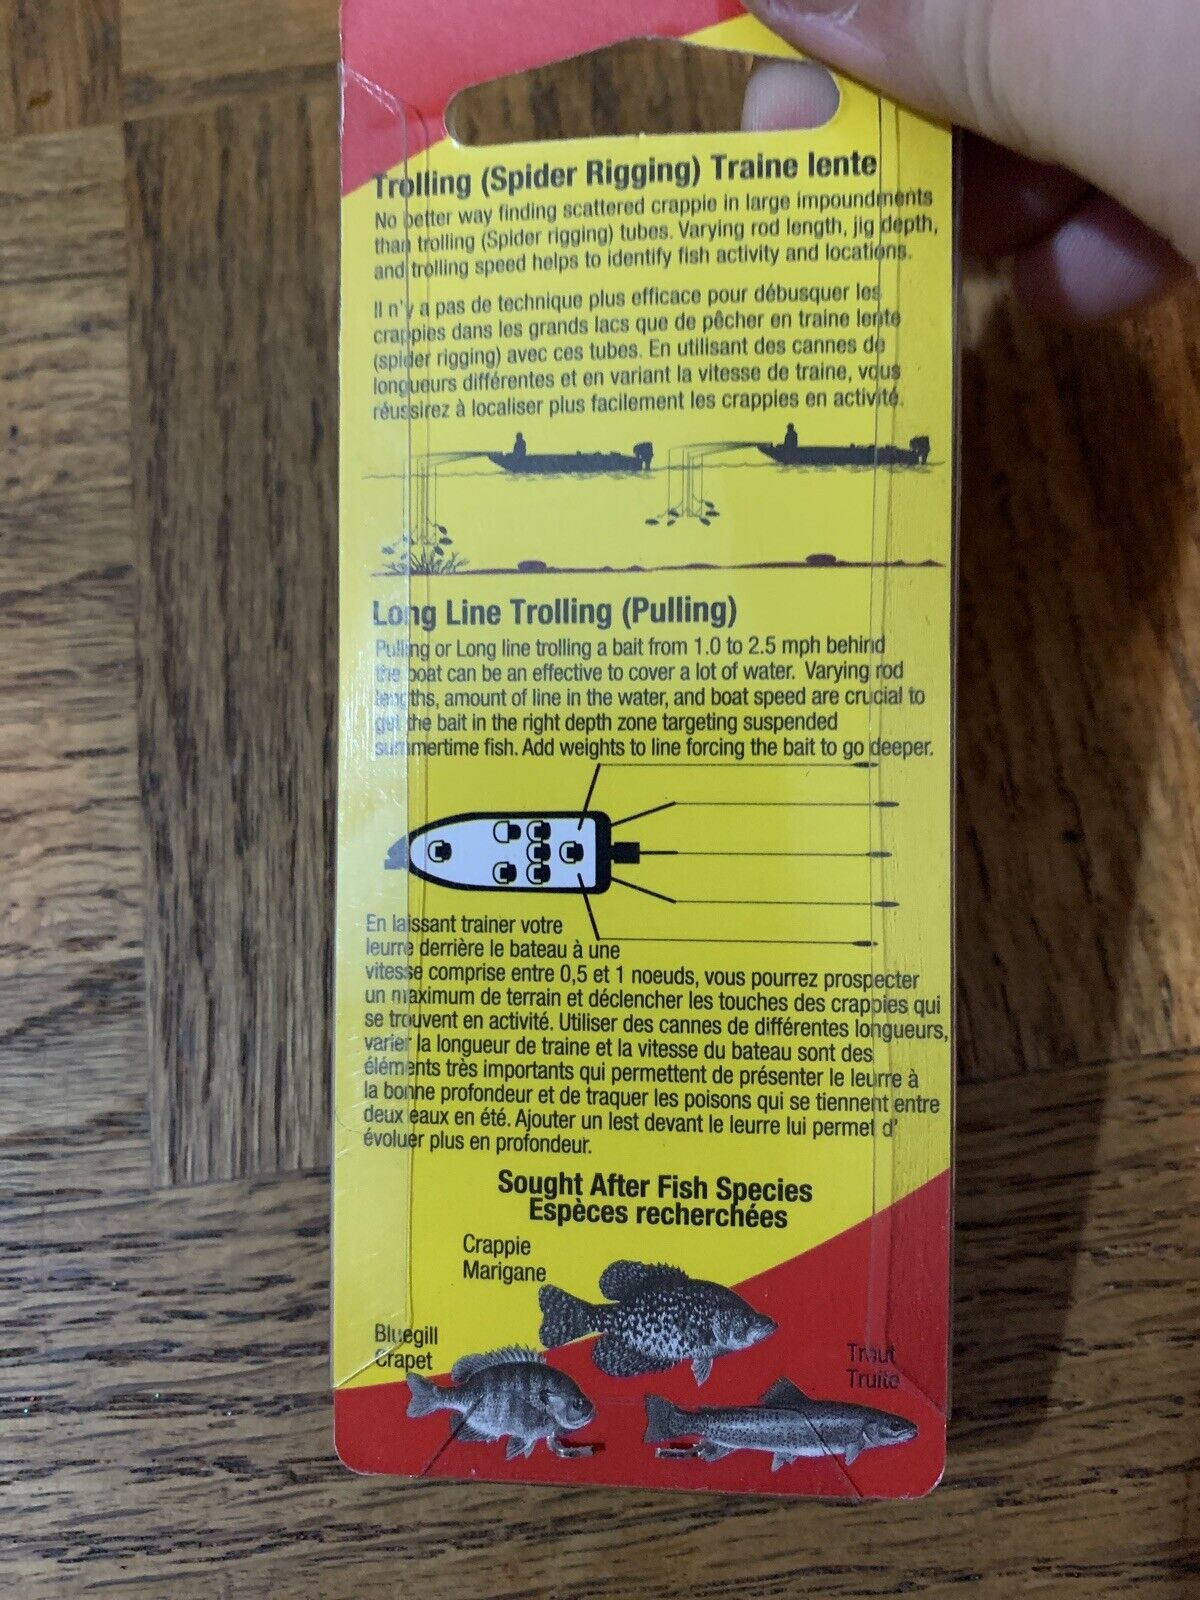 Trolling (Spider Rigging) Traine lente
No better way finding scattered crappie in large impoundments
than trolling (Spider rigging) tubes. Varying rod length, jig depth,
and trolling speed helps to identify fish activity and locations.
Il n'y a pas de technique plus efficace pour débusquer les
crappies dans les grands lacs que de pêcher en traine lente
(spider rigging) avec ces tubes. En utilisant des cannes de
longueurs différentes et en variant la vitesse de traine, vous
réussirez à localiser plus facilement les crappies en activité.
Long Line Trolling (Pulling)
Pulling or Long line trolling a bait from 1.0 to 2.5 mph behind
the boat can be an effective to cover a lot of water. Varying rod
lengths, amount of line in the water, and boat speed are crucial to
get the bait in the right depth zone targeting suspended
summertime fish. Add weights to line forcing the bait to go deeper.
En laissant trainer votre
leurre derrière le bateau à une
vitesse comprise entre 0,5 et 1 noeuds, vous pourrez prospecter
un maximum de terrain et déclencher les touches des crappies qui
se trouvent en activité. Utiliser des cannes de différentes longueurs,
varier la longueur de traine et la vitesse du bateau sont des
éléments très importants qui permettent de présenter le leurre à
la bonne profondeur et de traquer les poisons qui se tiennent entre
deux eaux en été. Ajouter un lest devant le leurre lui permet d'
évoluer plus en profondeur.
Sought After Fish Species
Espèces recherchées
Crappie
Marigane
Bluegill
Crapet
Trout
Truite